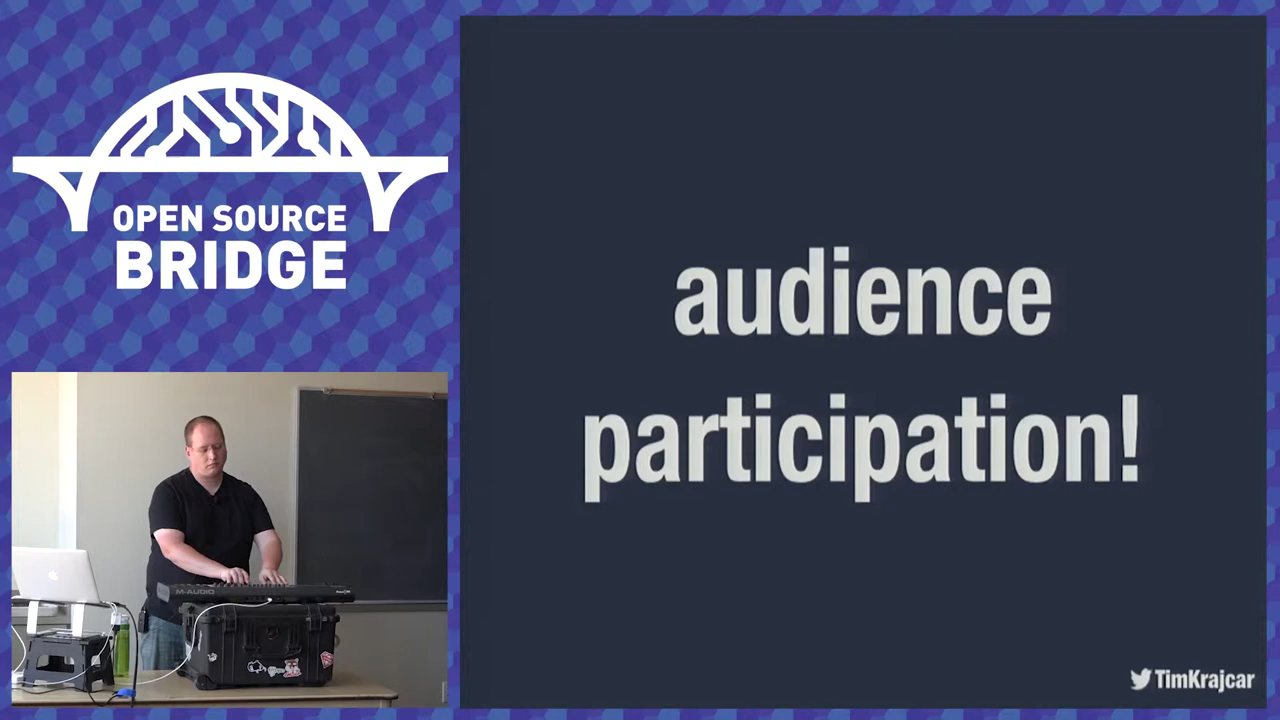 OPEN SOURCE
BRIDGE
audience
participation!
M-AUDIO
TimKrajcar